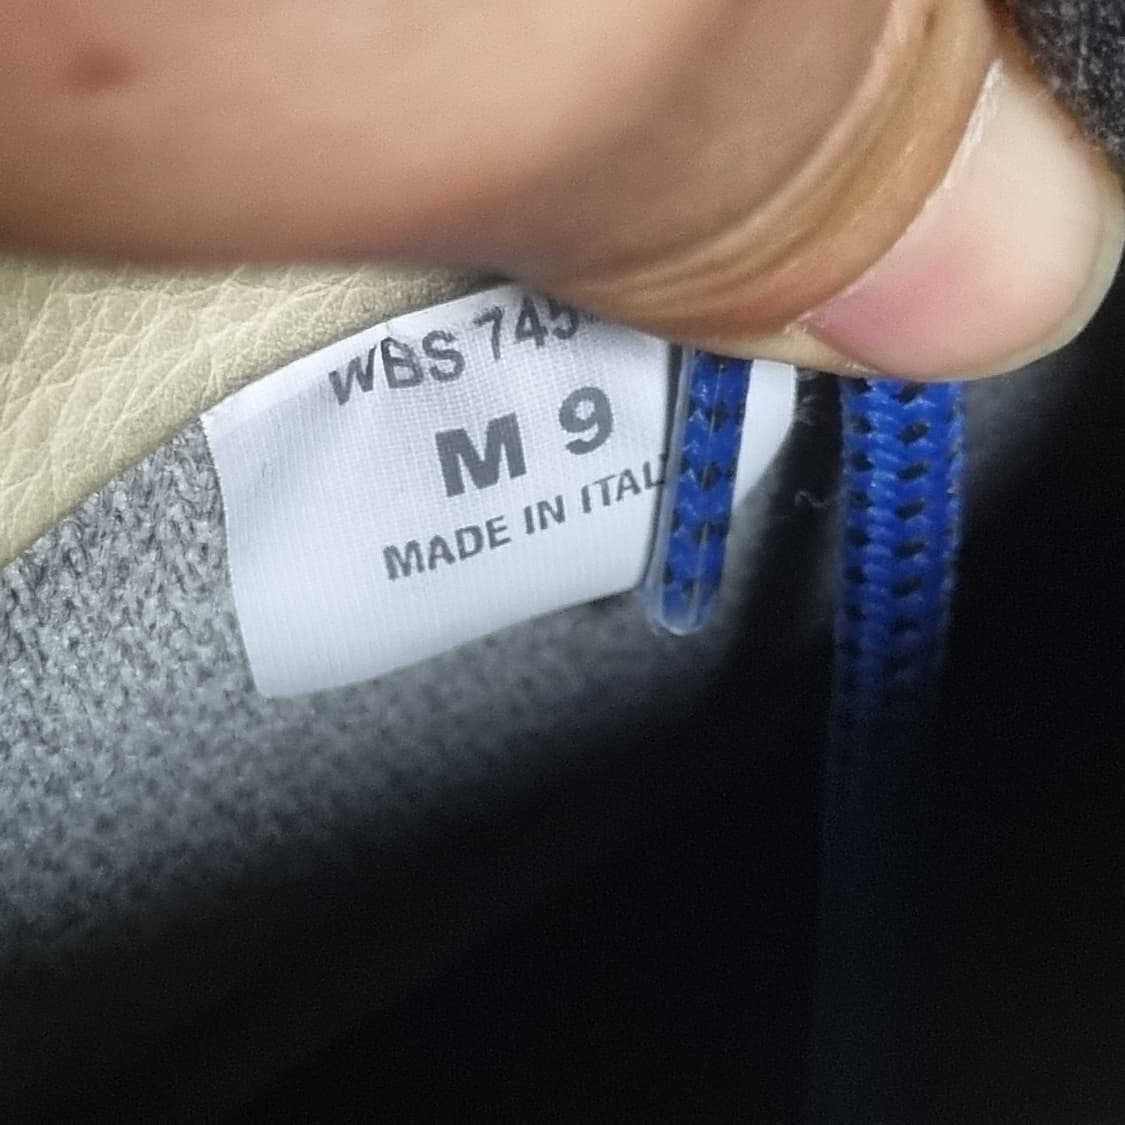 WBS 745
M 9
MADE IN ITAL